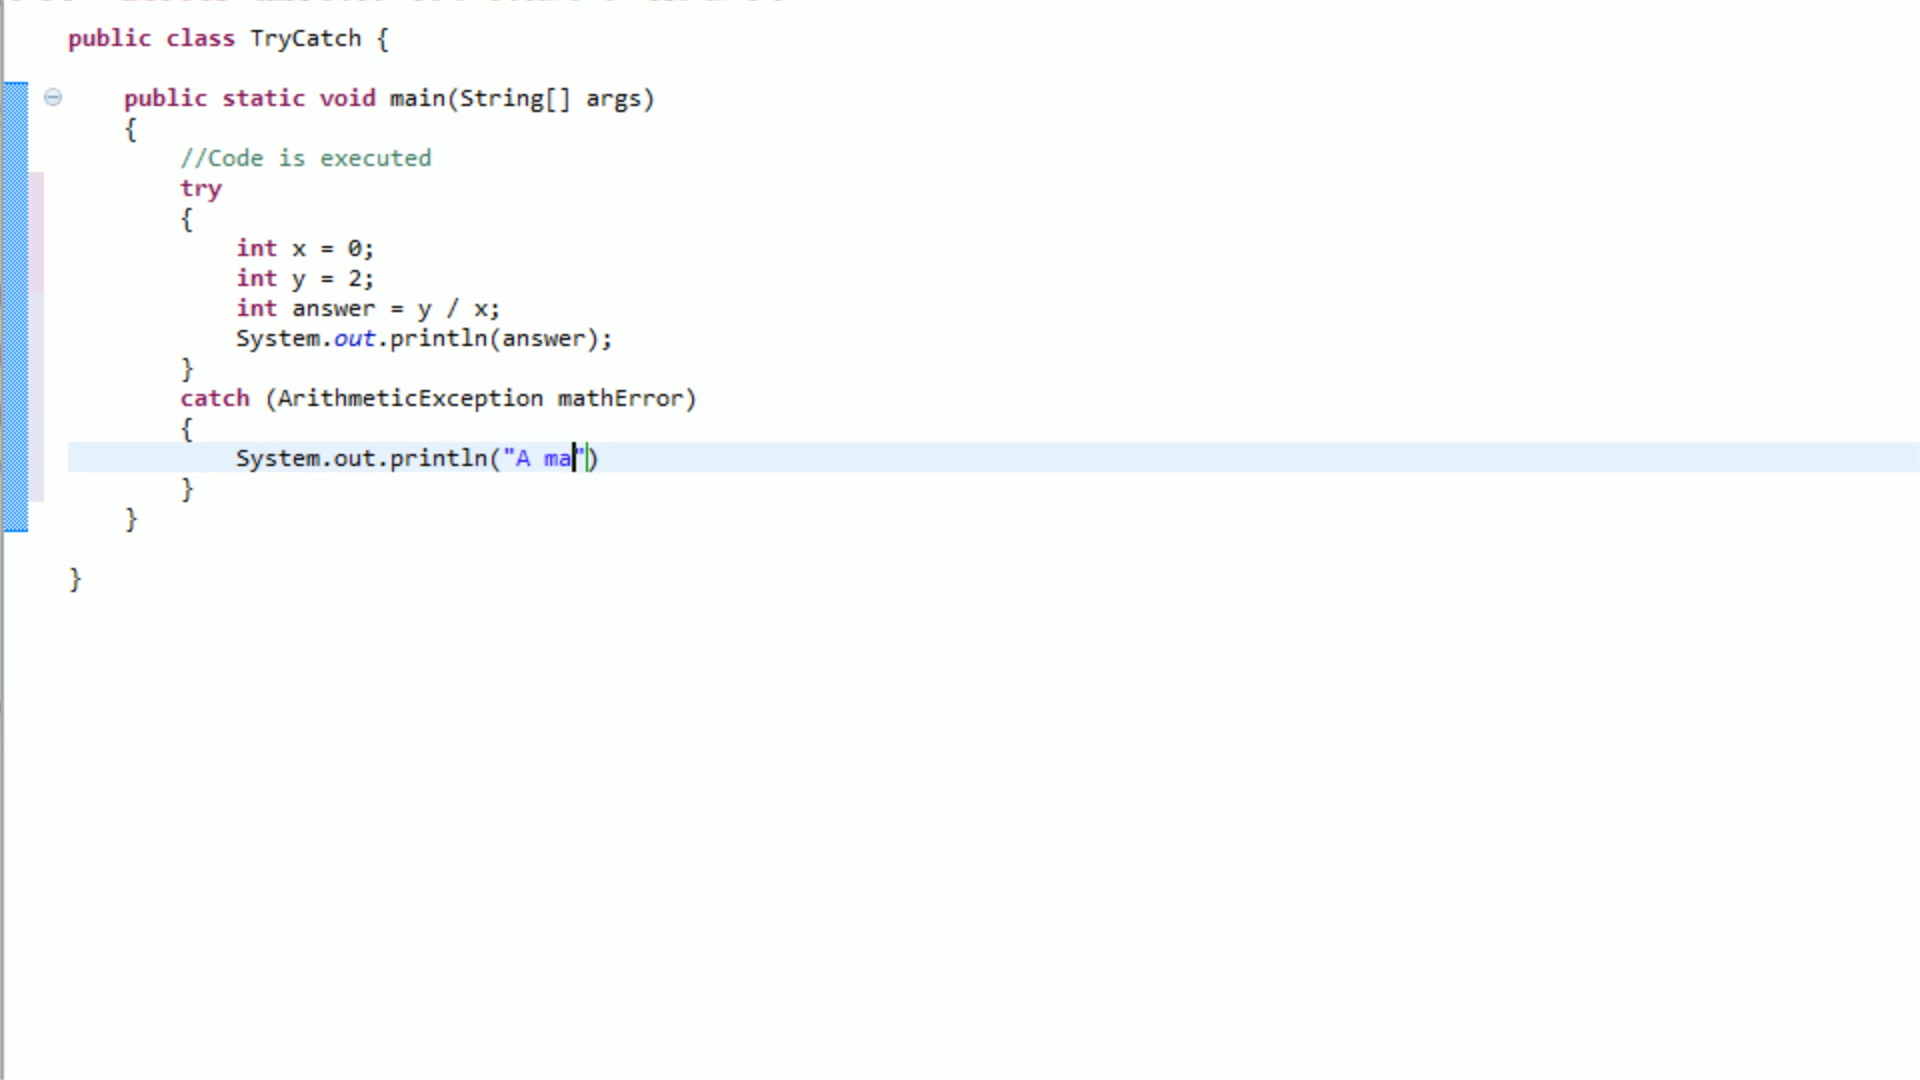 public class TryCatch {
public static void main(String[] args)
{
//Code is executed
try
{
int x = 0;
int y = 2;
int answer = y / x;
System.out.println(answer);
}
catch (ArithmeticException mathError)
{
System.out.println("A ma")
}
}
}